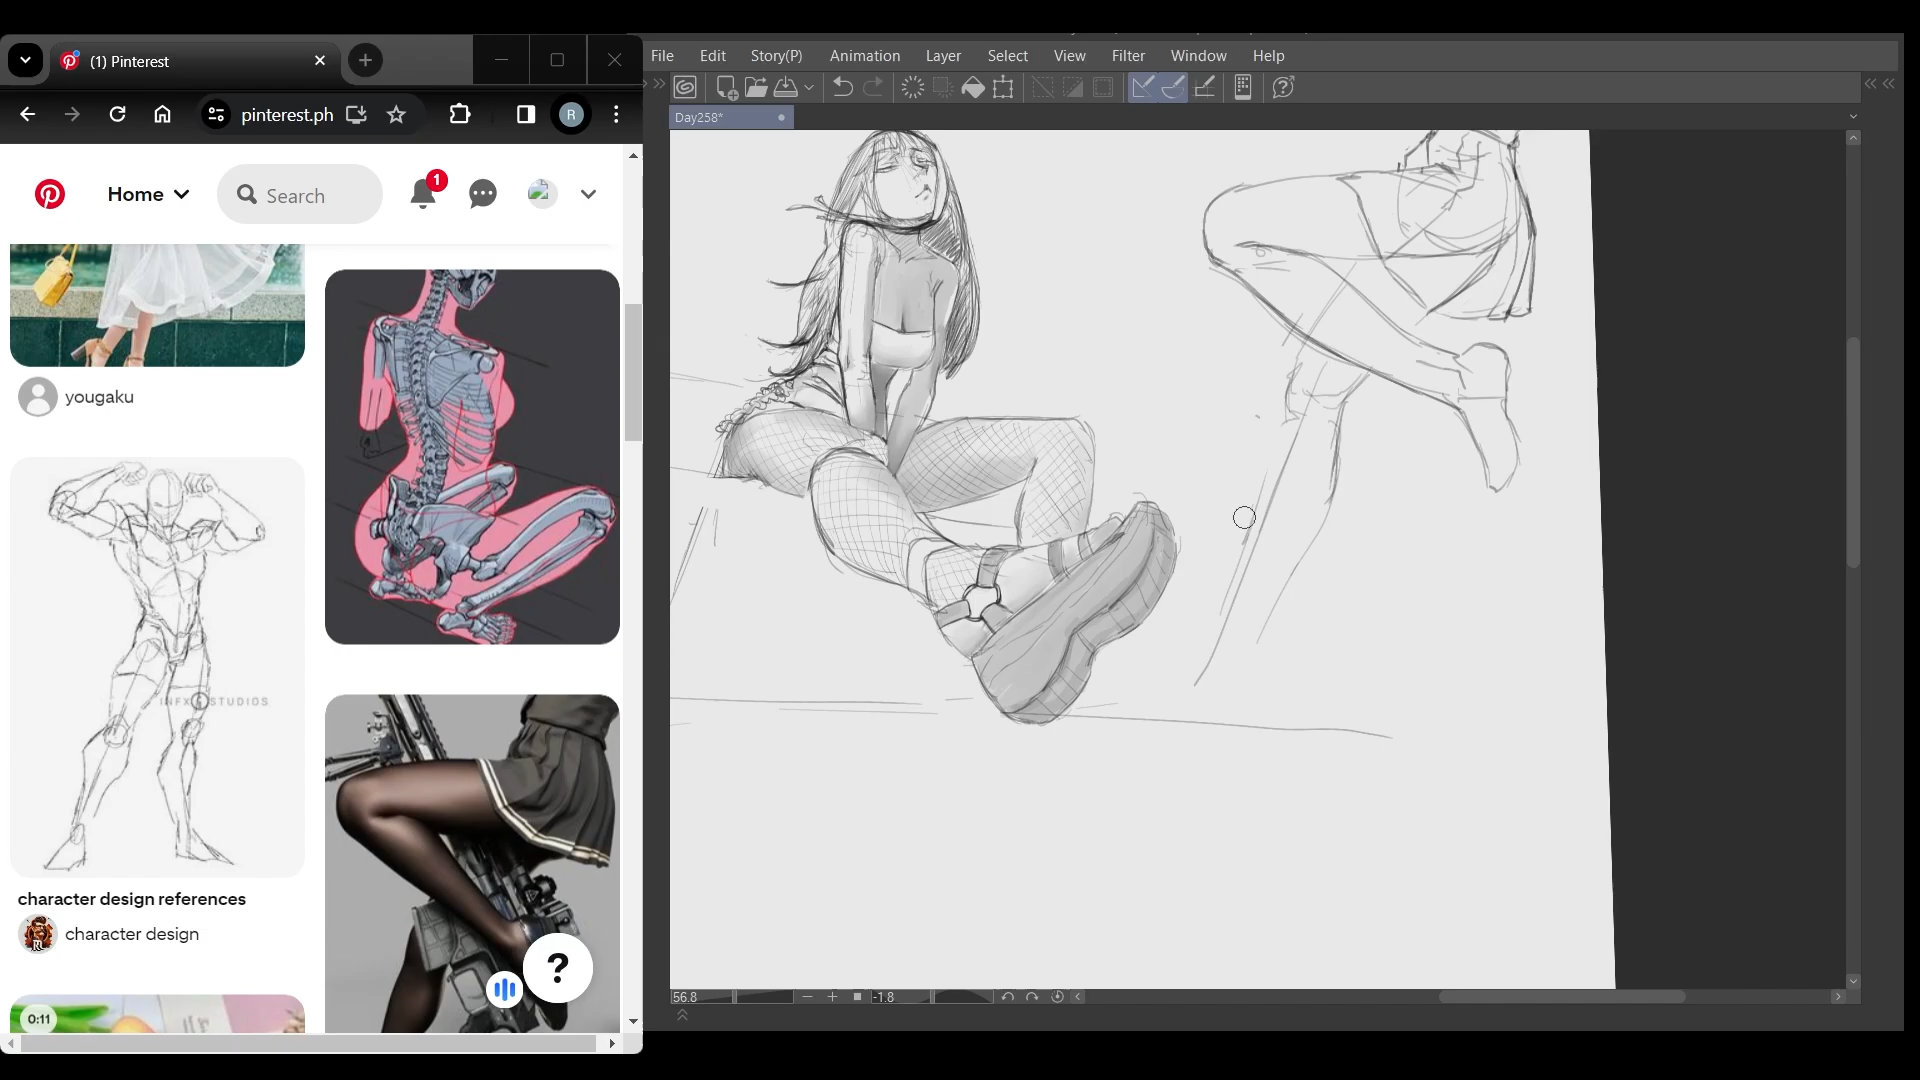 (1) Pinterest
pinterest.ph
R
Home
Search
1
yougaku
INFX STUDIOS
character design references
character design
0:11
?
File Edit Story(P) Animation Layer Select View Filter Window Help
Day258*
56.8
-1.8